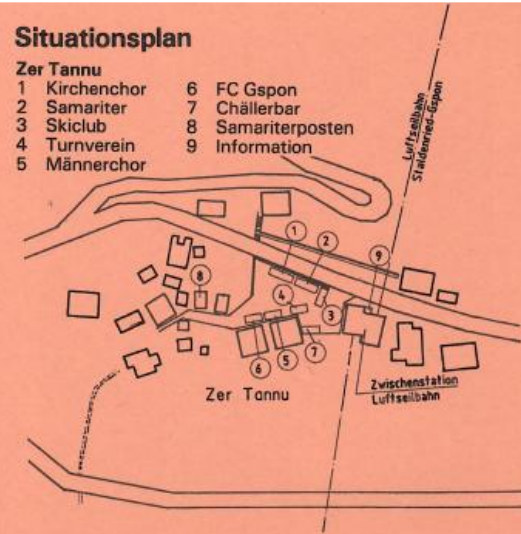 Situationsplan
Zer Tannu
1 Kirchenchor
2 Samariter
3 Skiclub
4 Turnverein
5 Männerchor
6 FC Gspon
7 Chällerbar
8 Samariterposten
9 Information
Luftseilbahn
Staldenried-Gspon
1
2
9
8
4
3
6
5
7
Zer Tannu
Zwischenstation
Luftseilbahn